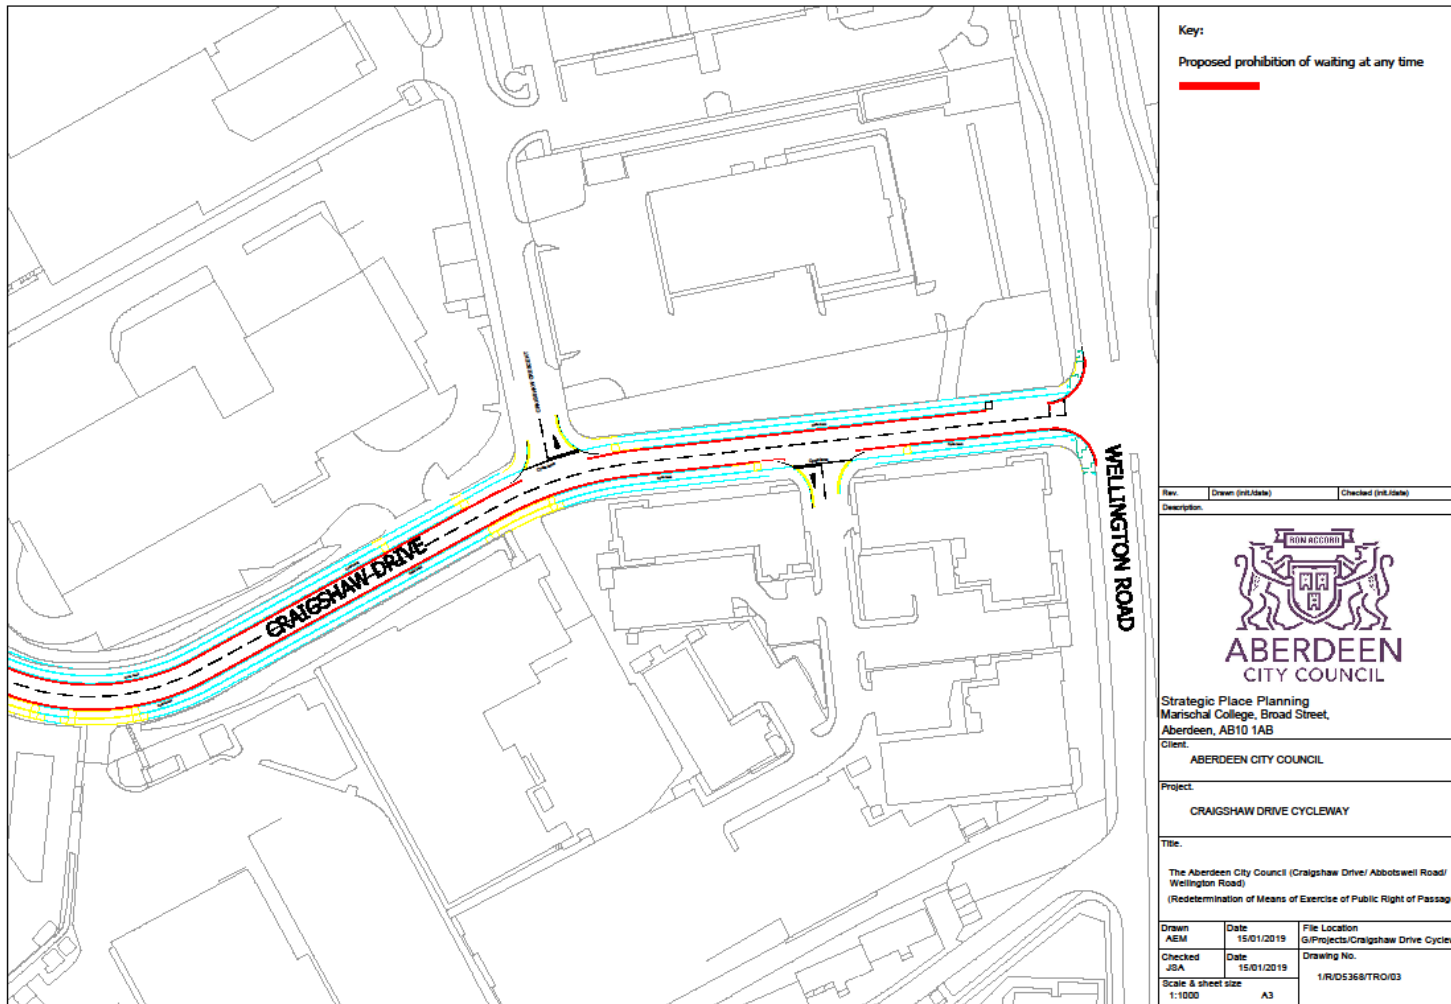 Key:
Proposed prohibition of waiting at any time
CRAIGSHAW CRESCENT
CRAIGSHAW DRIVE
WELLINGTON ROAD
Rev.
Drawn (Init./date)
Checked (Init./date)
Description.
BON ACCORD
ABERDEEN
CITY COUNCIL
Strategic Place Planning
Marischal College, Broad Street,
Aberdeen, AB10 1AB
Client.
ABERDEEN CITY COUNCIL
Project.
CRAIGSHAW DRIVE CYCLEWAY
Title.
The Aberdeen City Council (Craigshaw Drive/ Abbotswell Road/
Wellington Road)
(Redetermination of Means of Exercise of Public Right of Passag
Drawn
AEM
Date
15/01/2019
File Location
G/Projects/Craigshaw Drive Cyclew
Checked
JSA
Date
15/01/2019
Drawing No.
1/R/D5368/TRO/03
Scale & sheet size
1:1000
A3